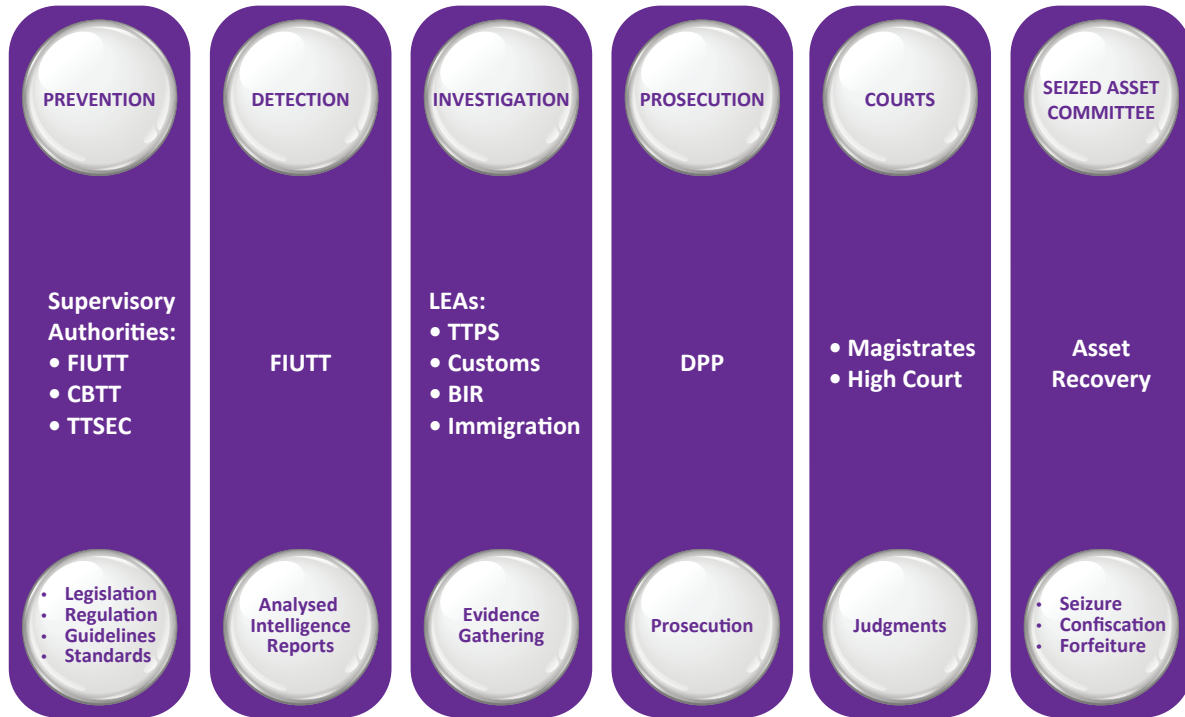 PREVENTION
Supervisory
Authorities:
• FIUTT
• CBTT
• TTSEC
• Legislation
• Regulation
• Guidelines
• Standards
DETECTION
FIUTT
Analysed
Intelligence
Reports
INVESTIGATION
LEAs:
• TTPS
• Customs
• BIR
• Immigration
Evidence
Gathering
PROSECUTION
DPP
Prosecution
COURTS
• Magistrates
• High Court
Judgments
SEIZED ASSET
COMMITTEE
Asset
Recovery
• Seizure
• Confiscation
• Forfeiture